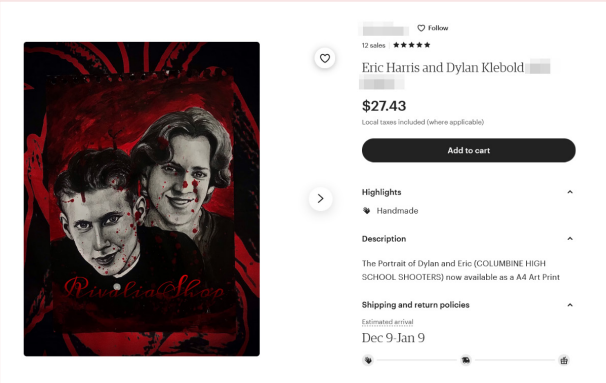 Follow
12 sales ★★★★★
Eric Harris and Dylan Klebold
$27.43
Local taxes included (where applicable)
Add to cart
Highlights
Handmade
Description
The Portrait of Dylan and Eric (COLUMBINE HIGH
SCHOOL SHOOTERS) now available as a A4 Art Print
Shipping and return policies
Estimated arrival
Dec 9-Jan 9
Rivalia Shop